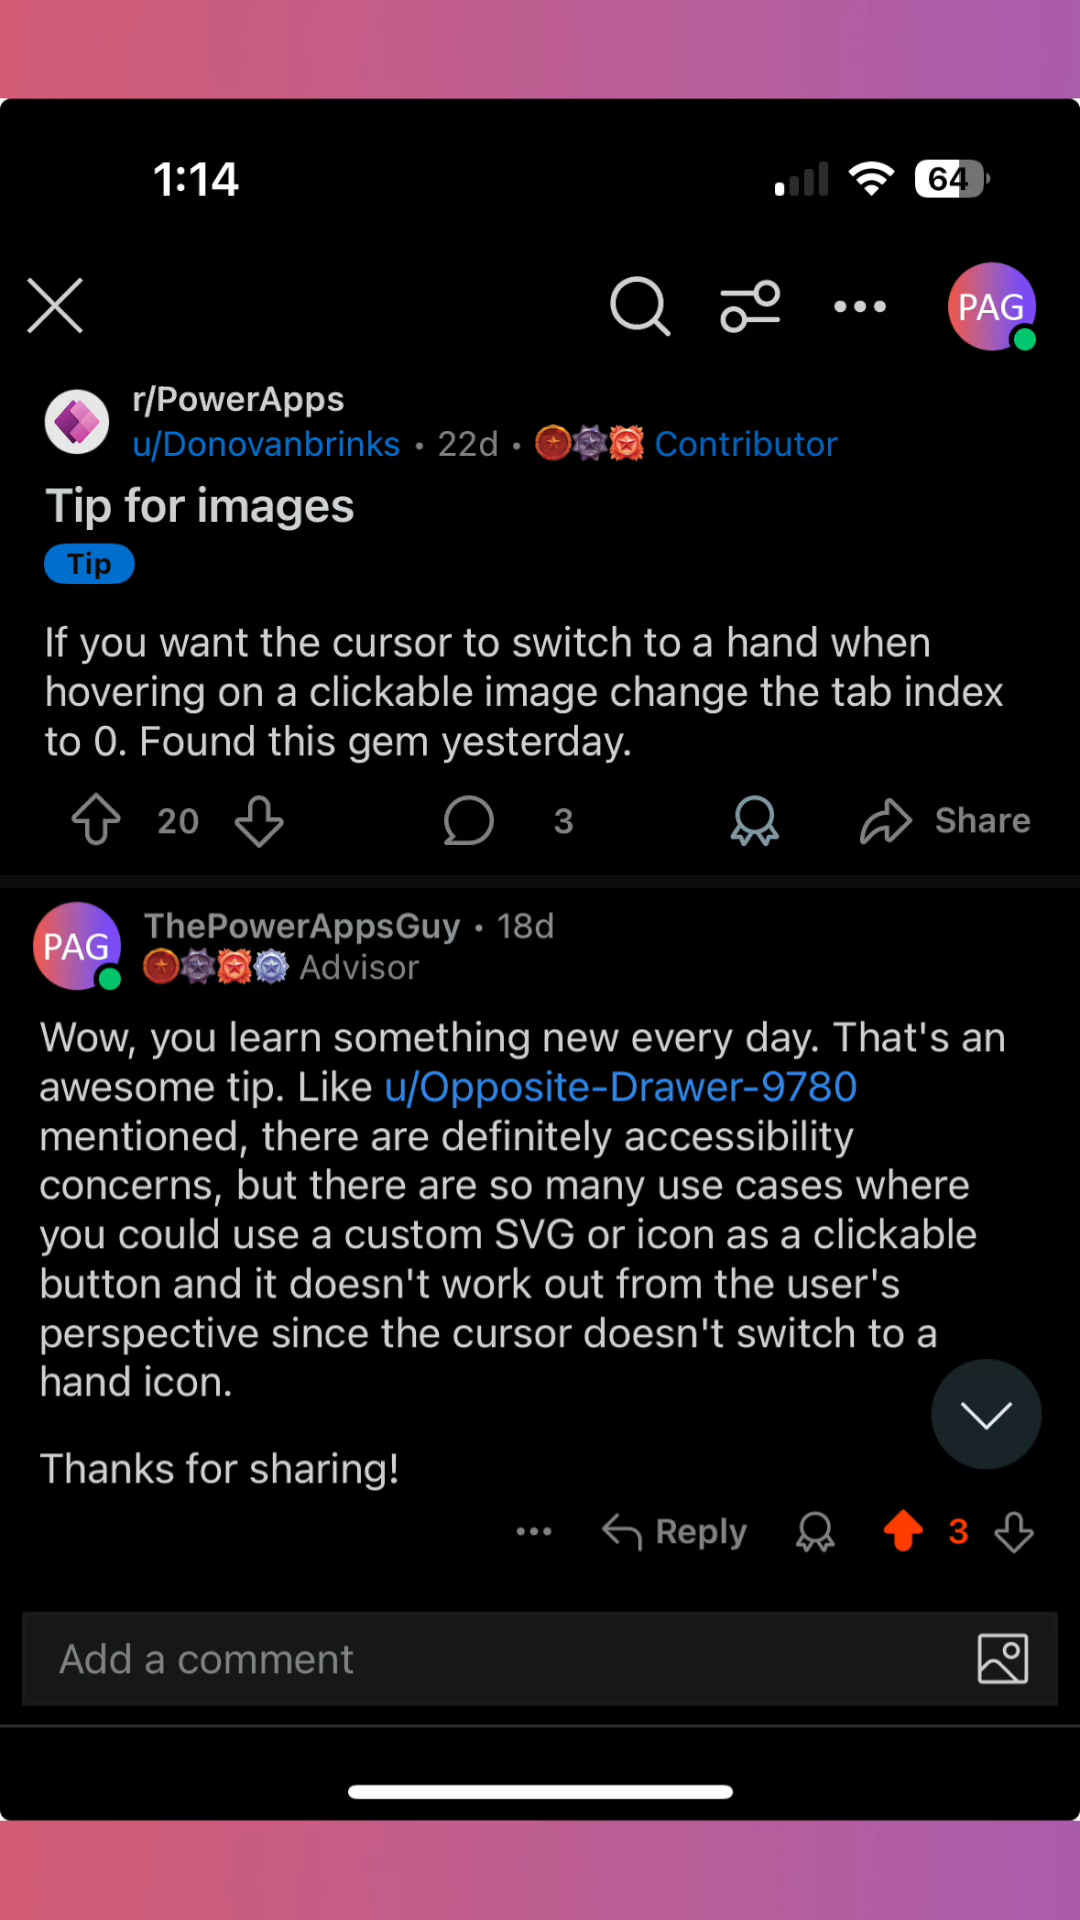 1:14
64
PAG
r/PowerApps
u/Donovanbrinks • 22d • Contributor
Tip for images
Tip
If you want the cursor to switch to a hand when
hovering on a clickable image change the tab index
to 0. Found this gem yesterday.
20
3
Share
PAG
ThePowerAppsGuy • 18d
Advisor
Wow, you learn something new every day. That's an
awesome tip. Like u/Opposite-Drawer-9780
mentioned, there are definitely accessibility
concerns, but there are so many use cases where
you could use a custom SVG or icon as a clickable
button and it doesn't work out from the user's
perspective since the cursor doesn't switch to a
hand icon.
Thanks for sharing!
Reply
3
Add a comment